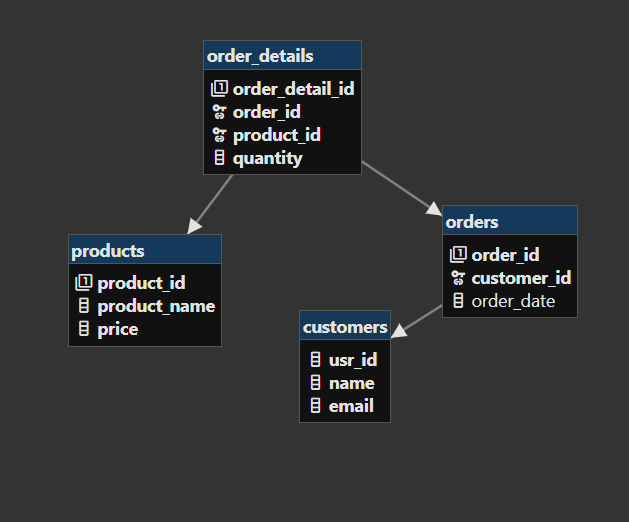 order_details
order_detail_id
order_id
product_id
quantity
products
product_id
product_name
price
orders
order_id
customer_id
order_date
customers
usr_id
name
email